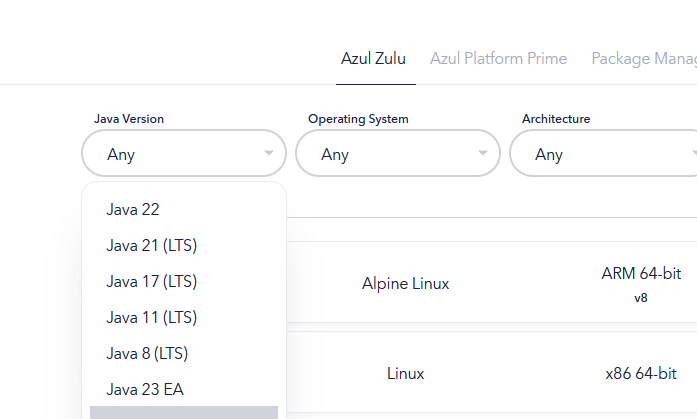 Azul Zulu Azul Platform Prime Package Manag
Java Version Operating System Architecture
Any Any Any
Java 22
Java 21 (LTS)
Java 17 (LTS)
Java 11 (LTS)
Java 8 (LTS)
Java 23 EA
Alpine Linux ARM 64-bit
v8
Linux x86 64-bit